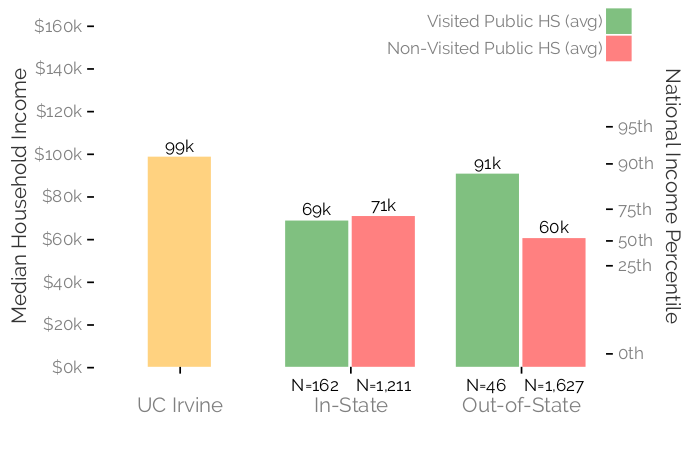 Visited Public HS (avg)
Non-Visited Public HS (avg)
Median Household Income
$160k
$140k
$120k
$100k
$80k
$60k
$40k
$20k
$0k
99k
69k
71k
91k
60k
95th
90th
75th
50th
25th
0th
National Income Percentile
N=162 N=1,211 N=46 N=1,627
UC Irvine In-State Out-of-State